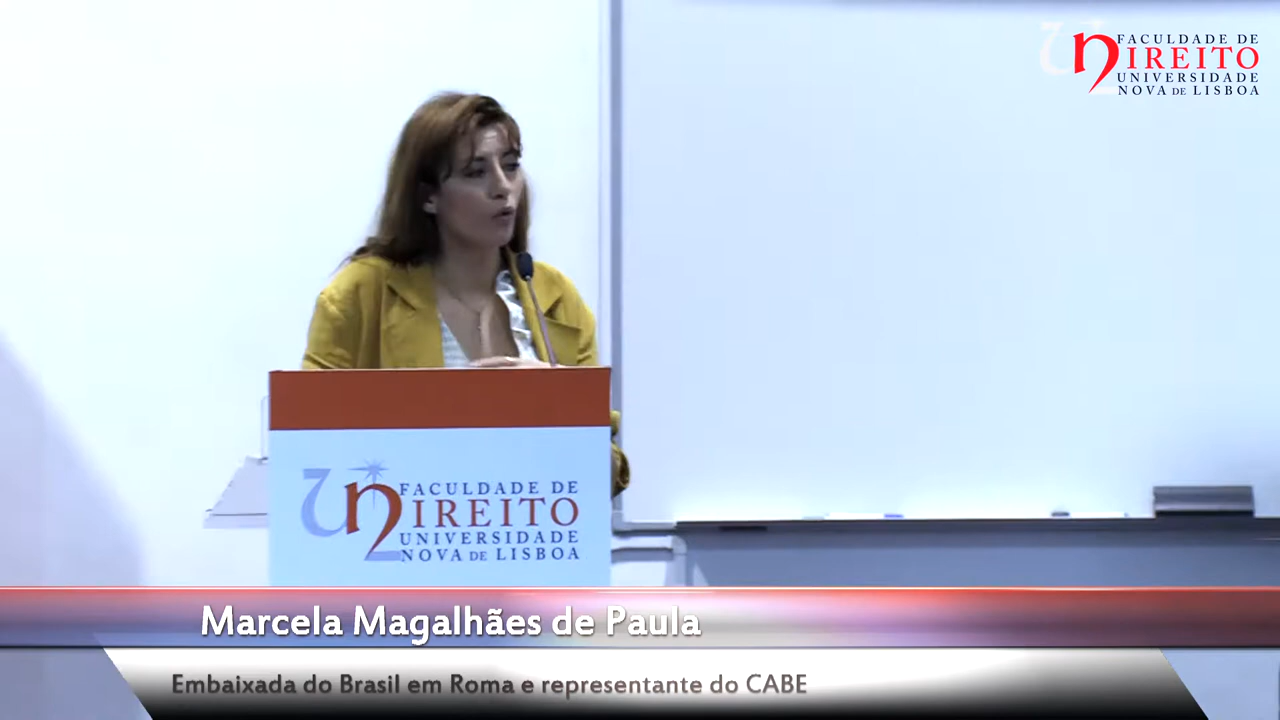 FACULDADE DE
DIREITO
UNIVERSIDADE
NOVA DE LISBOA
FACULDADE DE
DIREITO
UNIVERSIDADE
NOVA DE LISBOA
Marcela Magalhães de Paula
Embaixada do Brasil em Roma e representante do CABE